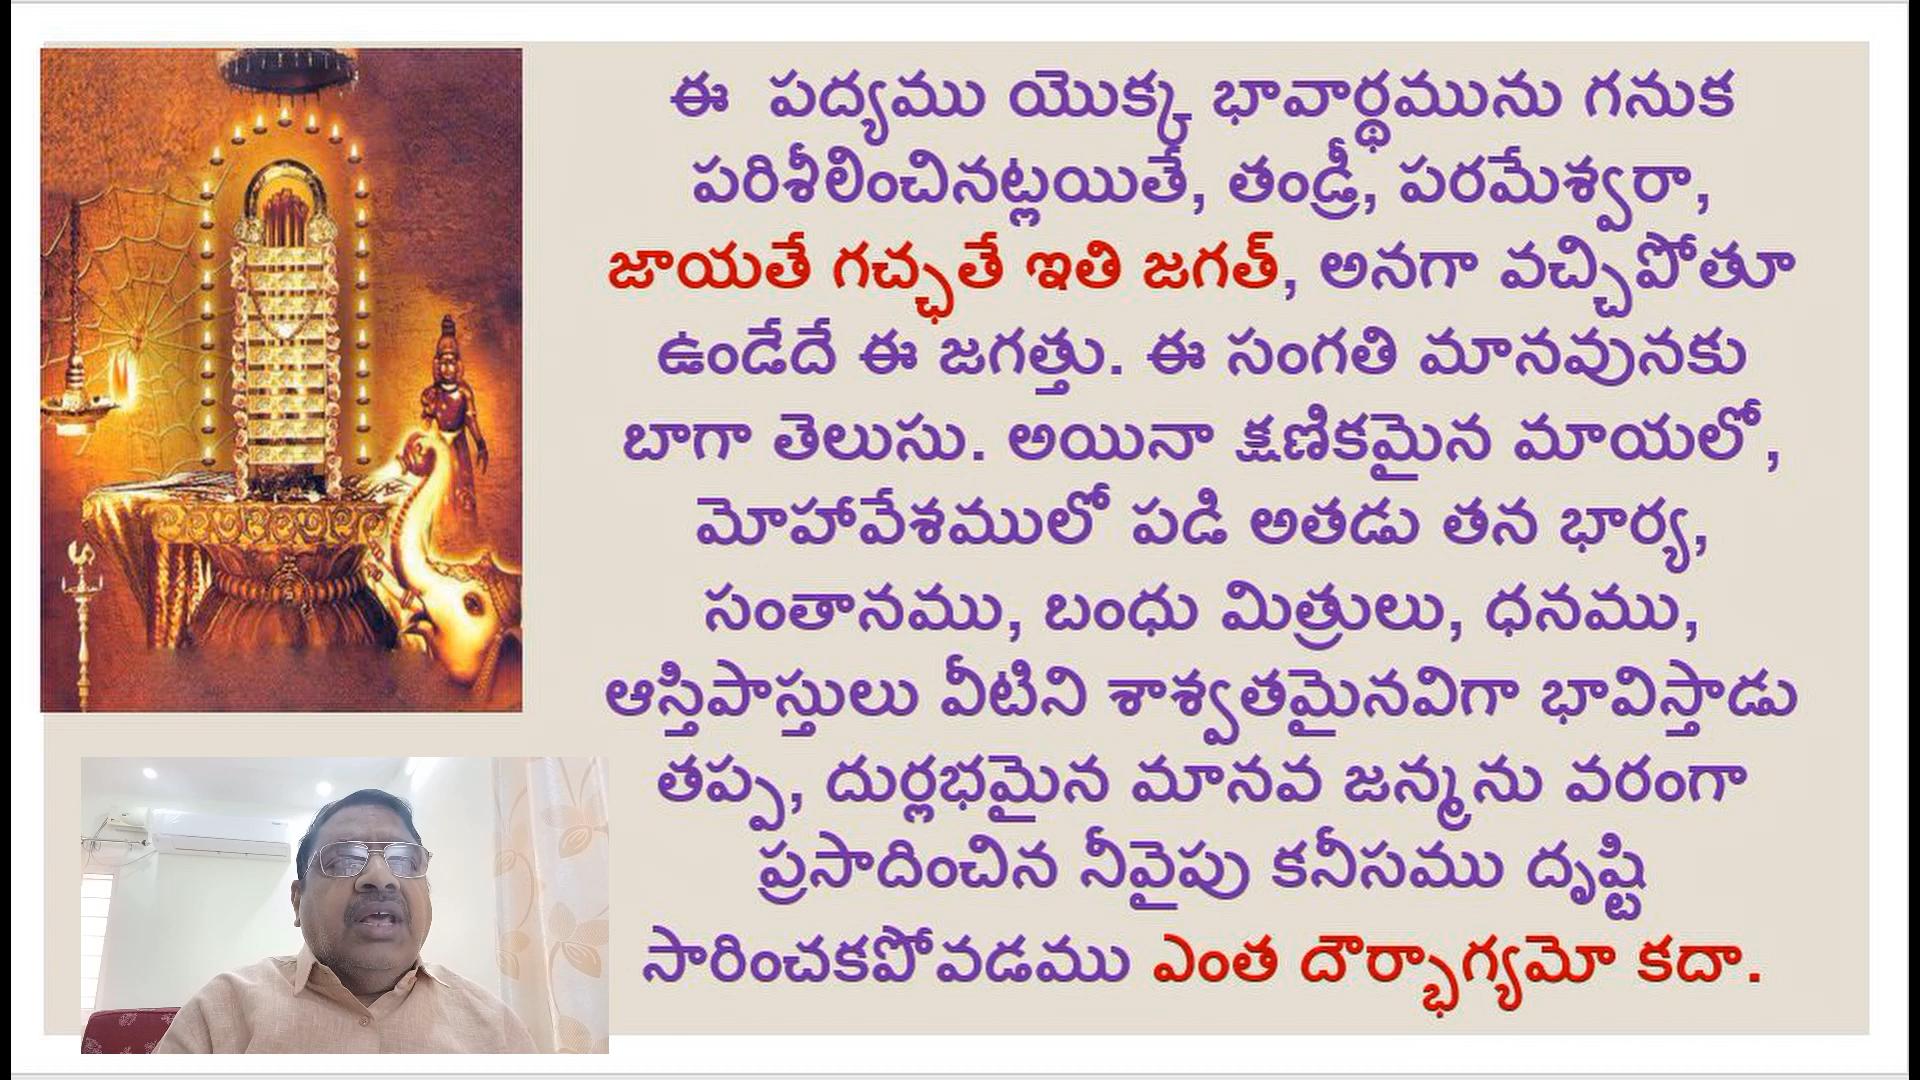 ఈ పద్యము యొక్క భావార్థమును గనుక
పరిశీలించినట్లయితే, తండ్రీ, పరమేశ్వరా,
జాయతే గచ్ఛతే ఇతి జగత్, అనగా వచ్చిపోతూ
ఉండేదే ఈ జగత్తు. ఈ సంగతి మానవునకు
బాగా తెలుసు. అయినా క్షణికమైన మాయలో,
మోహావేశములో పడి అతడు తన భార్య,
సంతానము, బంధు మిత్రులు, ధనము,
ఆస్తిపాస్తులు వీటిని శాశ్వతమైనవిగా భావిస్తాడు
తప్ప, దుర్లభమైన మానవ జన్మను వరంగా
ప్రసాదించిన నీవైపు కనీసము దృష్టి
సారించకపోవడము ఎంత దౌర్భాగ్యమో కదా.